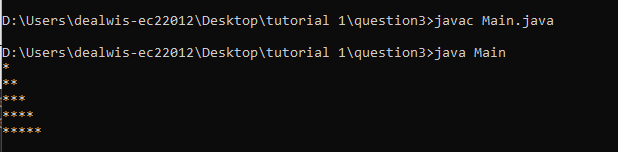 D:\Users\dealwis-ec22012\Desktop\tutorial 1\question3>javac Main.java
D:\Users\dealwis-ec22012\Desktop\tutorial 1\question3>java Main
*
**
***
****
*****